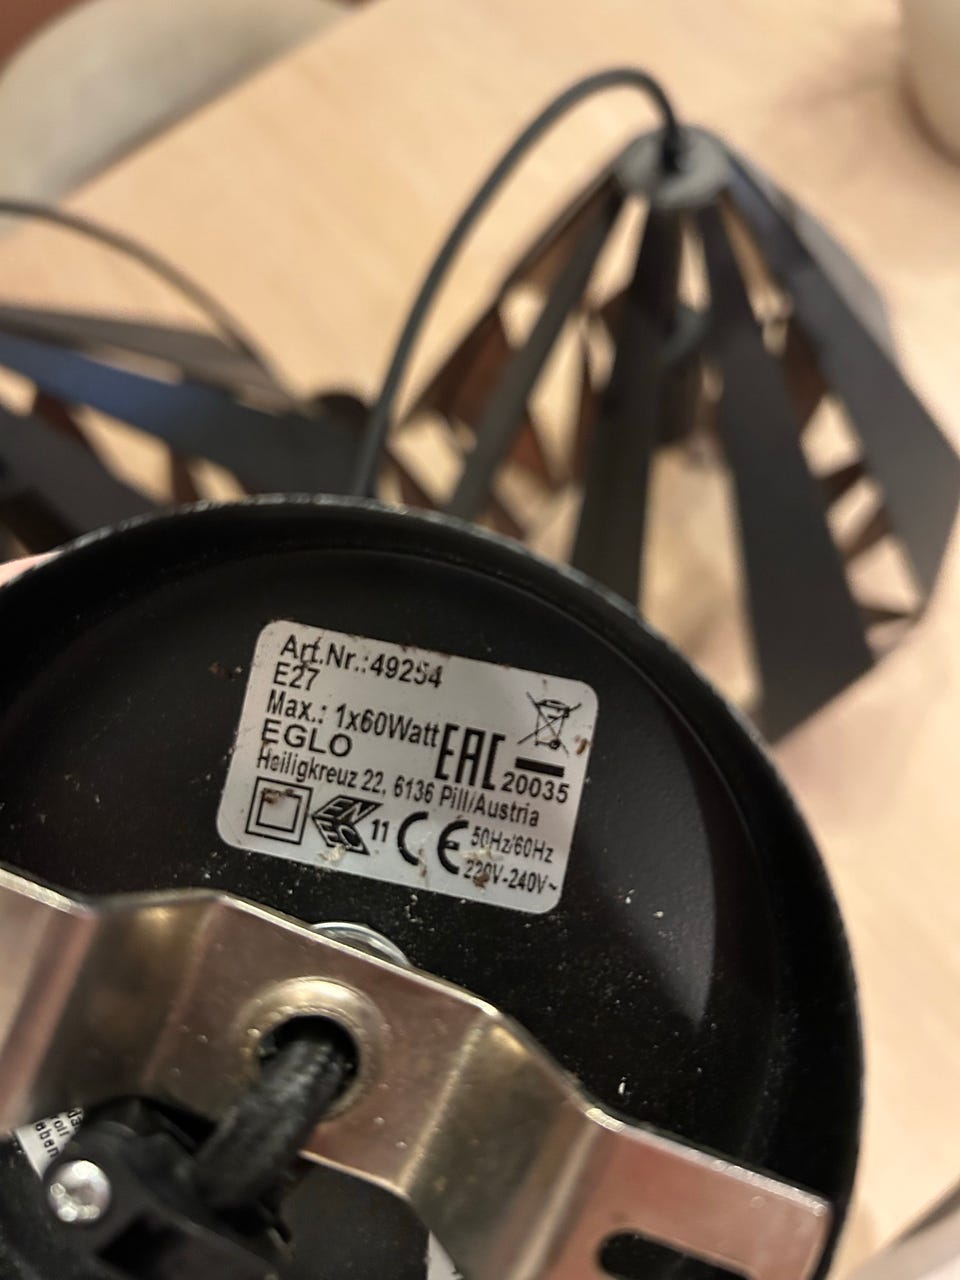 Art.Nr.:49254
E27
Max.: 1x60Watt
EGLO
Heiligkreuz 22, 6136 Pill/Austria
EAC
20035
ENEC 11 CE 50Hz/60Hz
220V-240V~